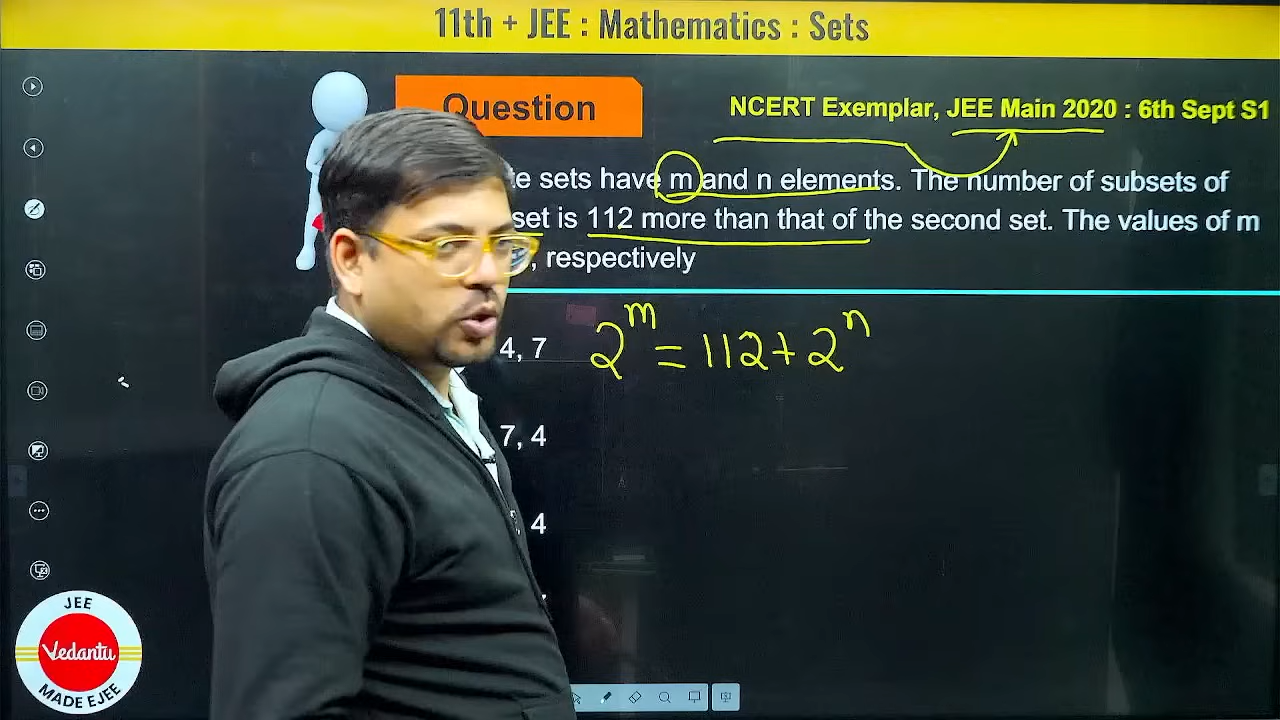 11th + JEE : Mathematics : Sets
Question
NCERT Exemplar, JEE Main 2020 : 6th Sept S1
sets have m and n elements. The number of subsets of
set is 112 more than that of the second set. The values of m
, respectively
4, 7
2^m = 112 + 2^n
7, 4
, 4
JEE
Vedantu
MADE EJEE